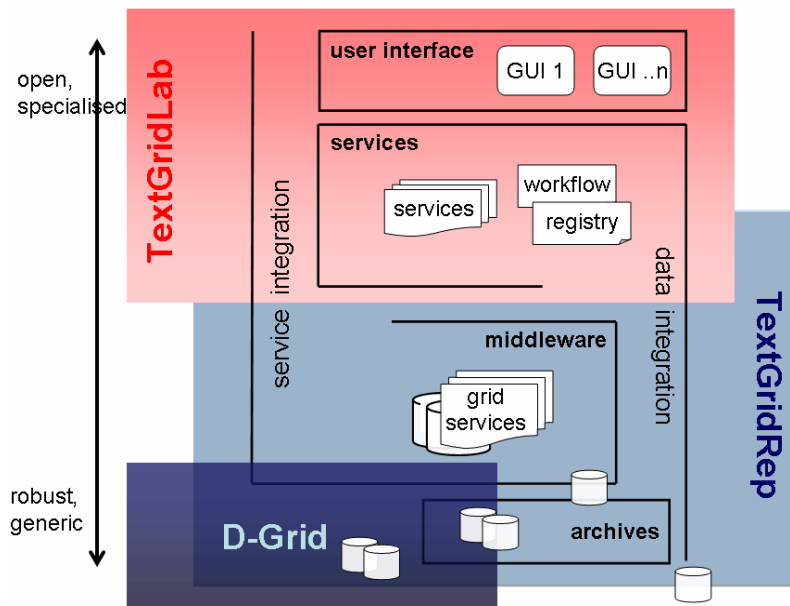 user interface
GUI 1
GUI ..n
open,
specialised
TextGridLab
services
services
workflow
registry
service integration
data integration
TextGridRep
middleware
grid
services
robust,
generic
D-Grid
archives